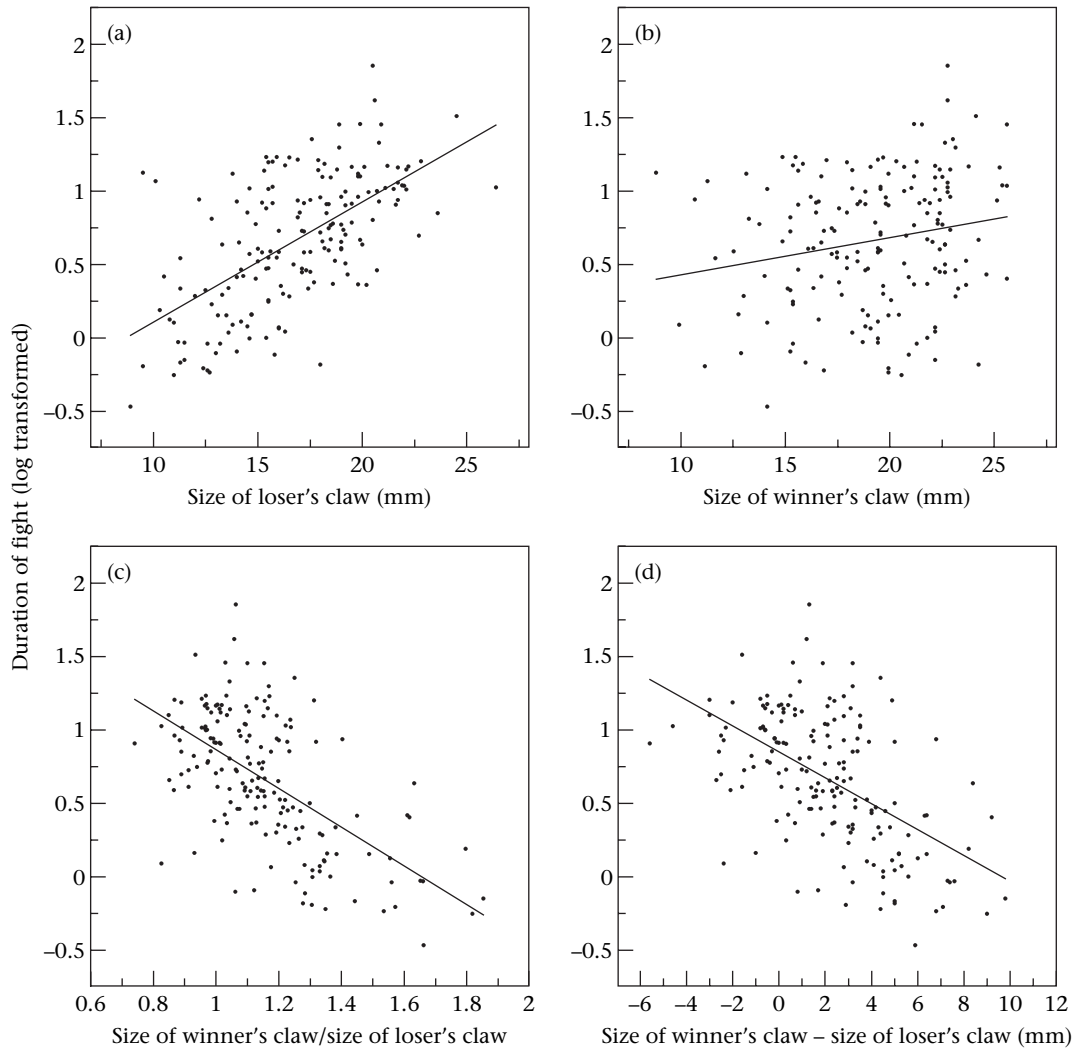 Duration of fight (log transformed)
(a)
2
1.5
1
0.5
0
–0.5
10 15 20 25
Size of loser's claw (mm)
(b)
2
1.5
1
0.5
0
–0.5
10 15 20 25
Size of winner's claw (mm)
(c)
2
1.5
1
0.5
0
–0.5
0.6 0.8 1 1.2 1.4 1.6 1.8 2
Size of winner's claw/size of loser's claw
(d)
2
1.5
1
0.5
0
–0.5
–6 –4 –2 0 2 4 6 8 10 12
Size of winner's claw – size of loser's claw (mm)